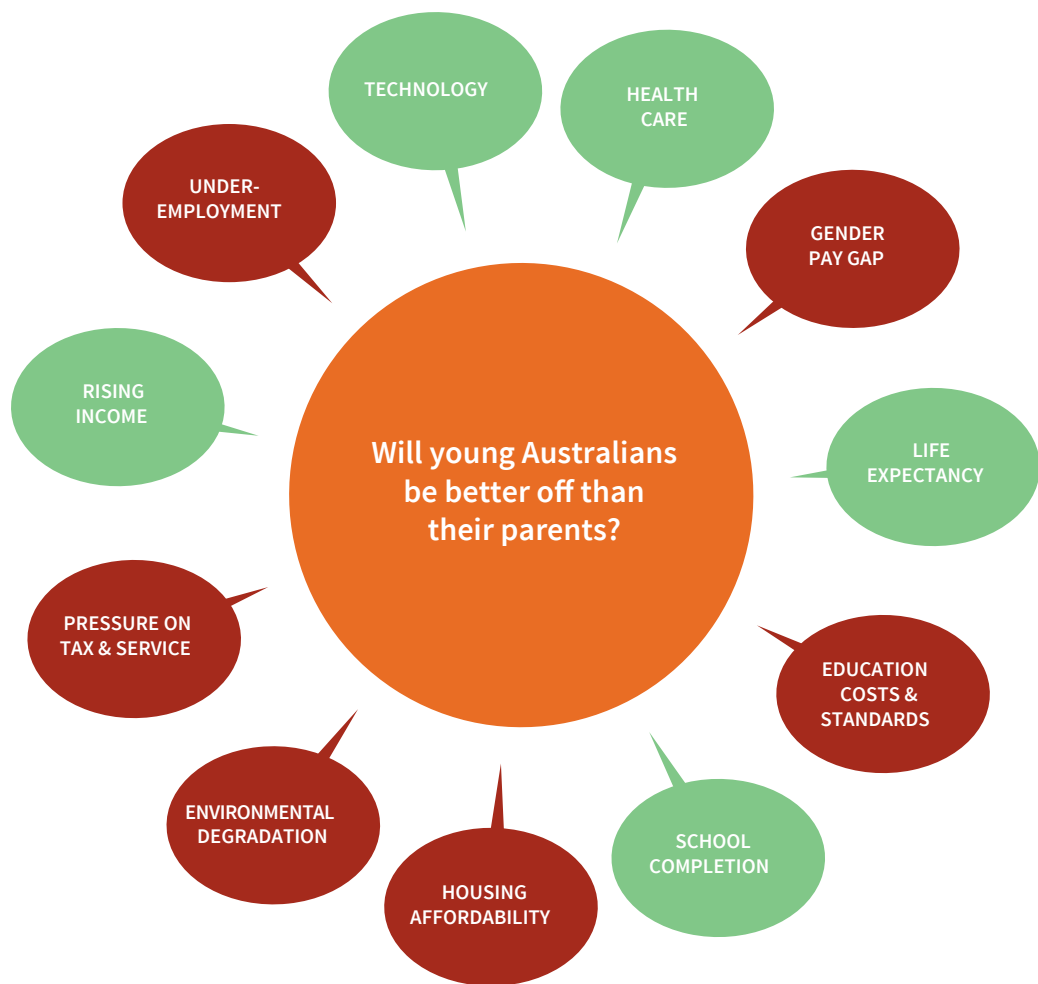 TECHNOLOGY
HEALTH
CARE
UNDER-
EMPLOYMENT
GENDER
PAY GAP
RISING
INCOME
Will young Australians
be better off than
their parents?
LIFE
EXPECTANCY
PRESSURE ON
TAX & SERVICE
EDUCATION
COSTS &
STANDARDS
ENVIRONMENTAL
DEGRADATION
SCHOOL
COMPLETION
HOUSING
AFFORDABILITY